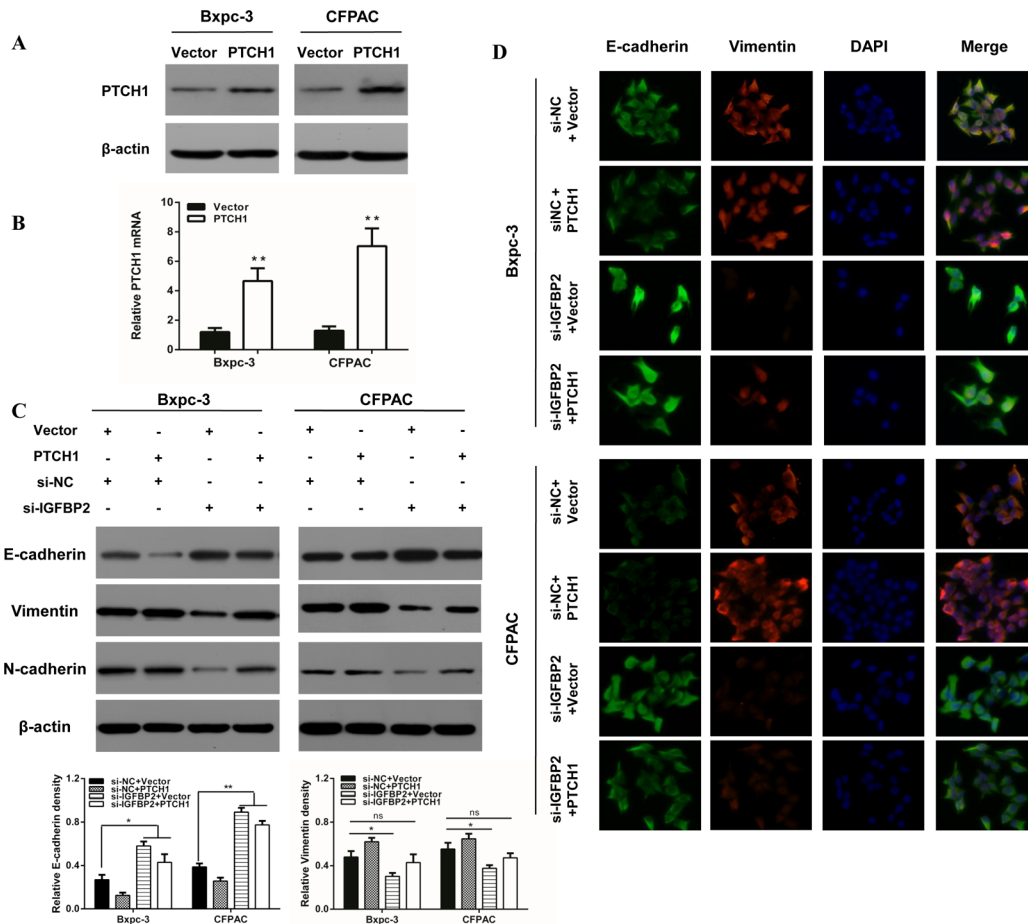 A
Bxpc-3 CFPAC
Vector PTCH1 Vector PTCH1
PTCH1
β-actin
B
Relative PTCH1 mRNA
10
8
6
4
2
0
Vector
PTCH1
**
**
Bxpc-3 CFPAC
C
Bxpc-3 CFPAC
Vector + - + - + - + -
PTCH1 - + - + - + - +
si-NC + + - - + + - -
si-IGFBP2 - - + + - - + +
E-cadherin
Vimentin
N-cadherin
β-actin
Relative E-cadherin density
1.2
0.8
0.4
0.0
si-NC+Vector
si-NC+PTCH1
si-IGFBP2+Vector
si-IGFBP2+PTCH1
*
**
Bxpc-3 CFPAC
Relative Vimentin density
1.2
0.8
0.4
0.0
si-NC+Vector
si-NC+PTCH1
si-IGFBP2+Vector
si-IGFBP2+PTCH1
ns
*
ns
*
Bxpc-3 CFPAC
D
E-cadherin Vimentin DAPI Merge
Bxpc-3
si-NC
+ Vector
siNC +
PTCH1
si-IGFBP2
+Vector
si-IGFBP2
+PTCH1
CFPAC
si-NC+
Vector
si-NC+
PTCH1
si-IGFBP2
+Vector
si-IGFBP2
+PTCH1